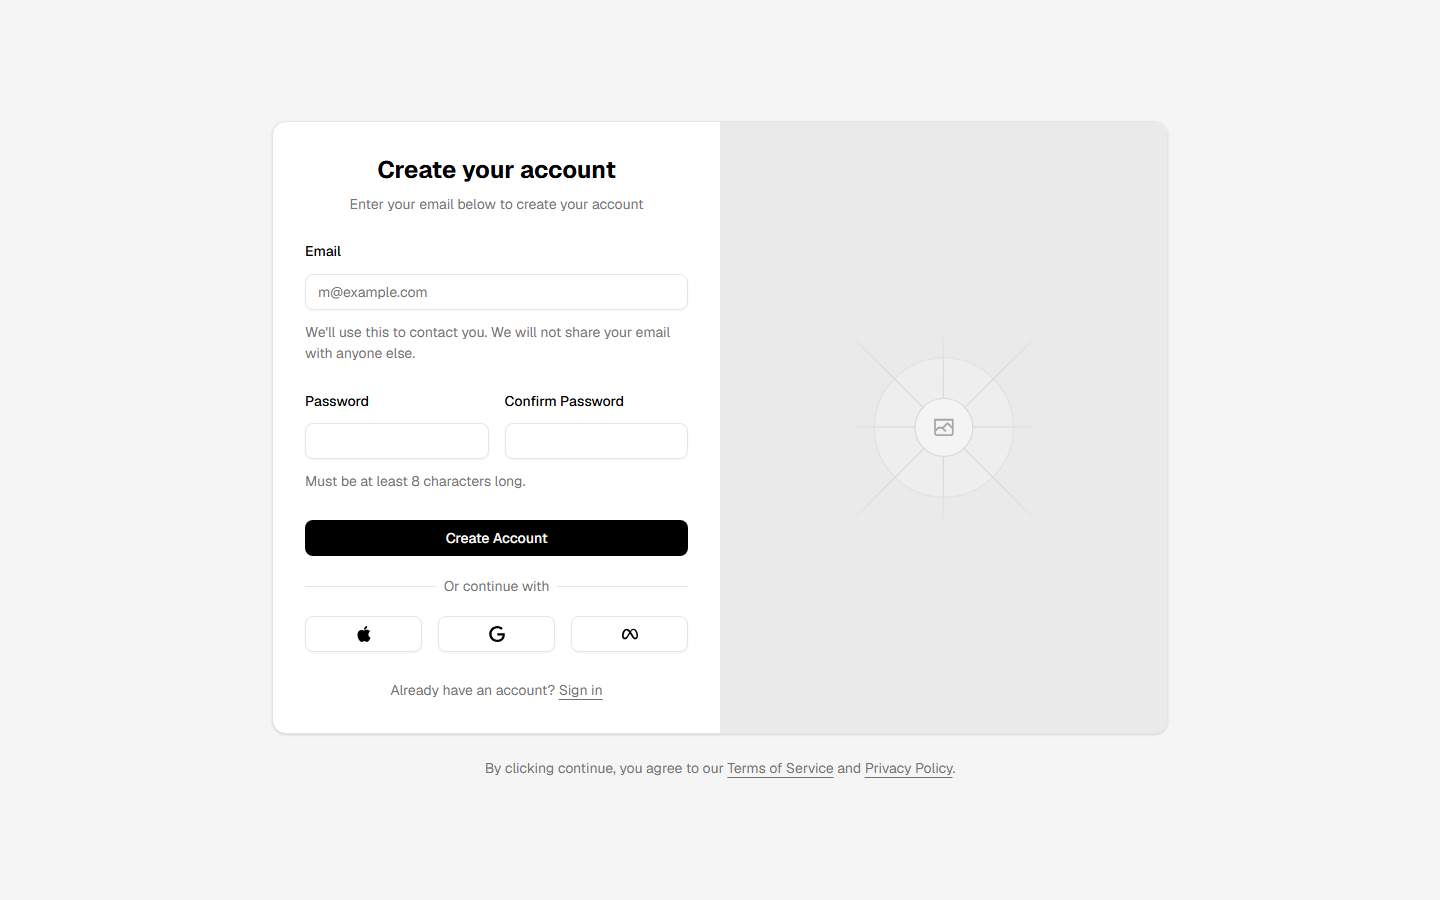 Create your account
Enter your email below to create your account
Email
m@example.com
We'll use this to contact you. We will not share your email
with anyone else.
Password
Confirm Password
Must be at least 8 characters long.
Create Account
Or continue with
Already have an account? Sign in
By clicking continue, you agree to our Terms of Service and Privacy Policy.